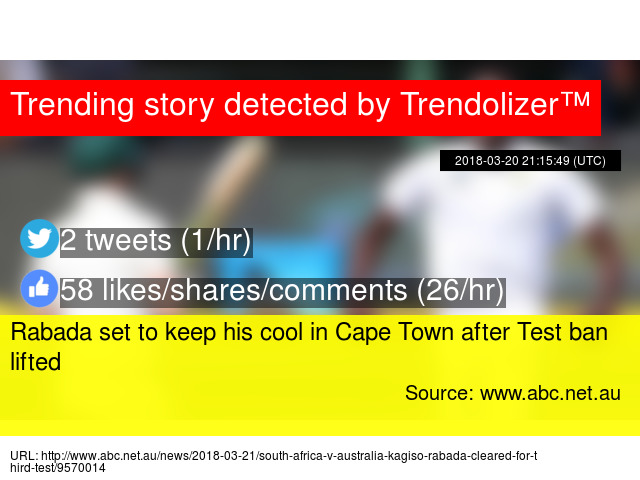 Trending story detected by Trendolizer™
2018-03-20 21:15:49 (UTC)
2 tweets (1/hr)
58 likes/shares/comments (26/hr)
Rabada set to keep his cool in Cape Town after Test ban
lifted
Source: www.abc.net.au
URL: http://www.abc.net.au/news/2018-03-21/south-africa-v-australia-kagiso-rabada-cleared-for-t
hird-test/9570014